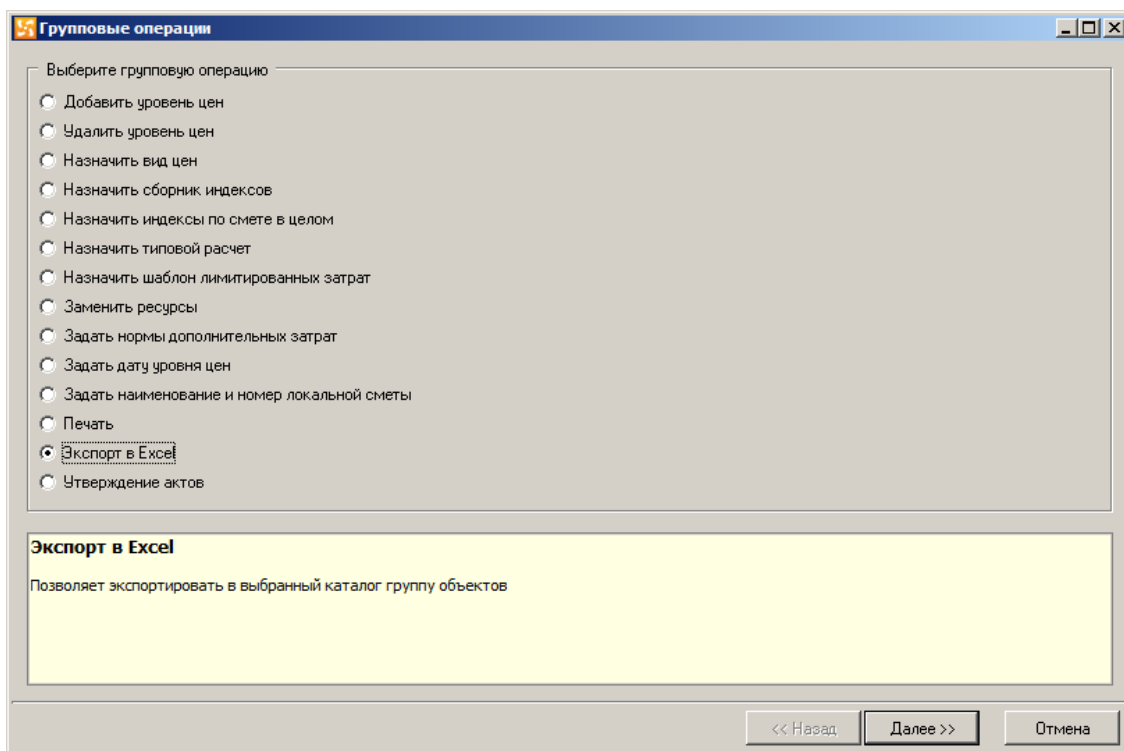 Групповые операции
Выберите групповую операцию
Добавить уровень цен
Удалить уровень цен
Назначить вид цен
Назначить сборник индексов
Назначить индексы по смете в целом
Назначить типовой расчет
Назначить шаблон лимитированных затрат
Заменить ресурсы
Задать нормы дополнительных затрат
Задать дату уровня цен
Задать наименование и номер локальной сметы
Печать
Экспорт в Excel
Утверждение актов
Экспорт в Excel
Позволяет экспортировать в выбранный каталог группу объектов
<< Назад Далее >> Отмена